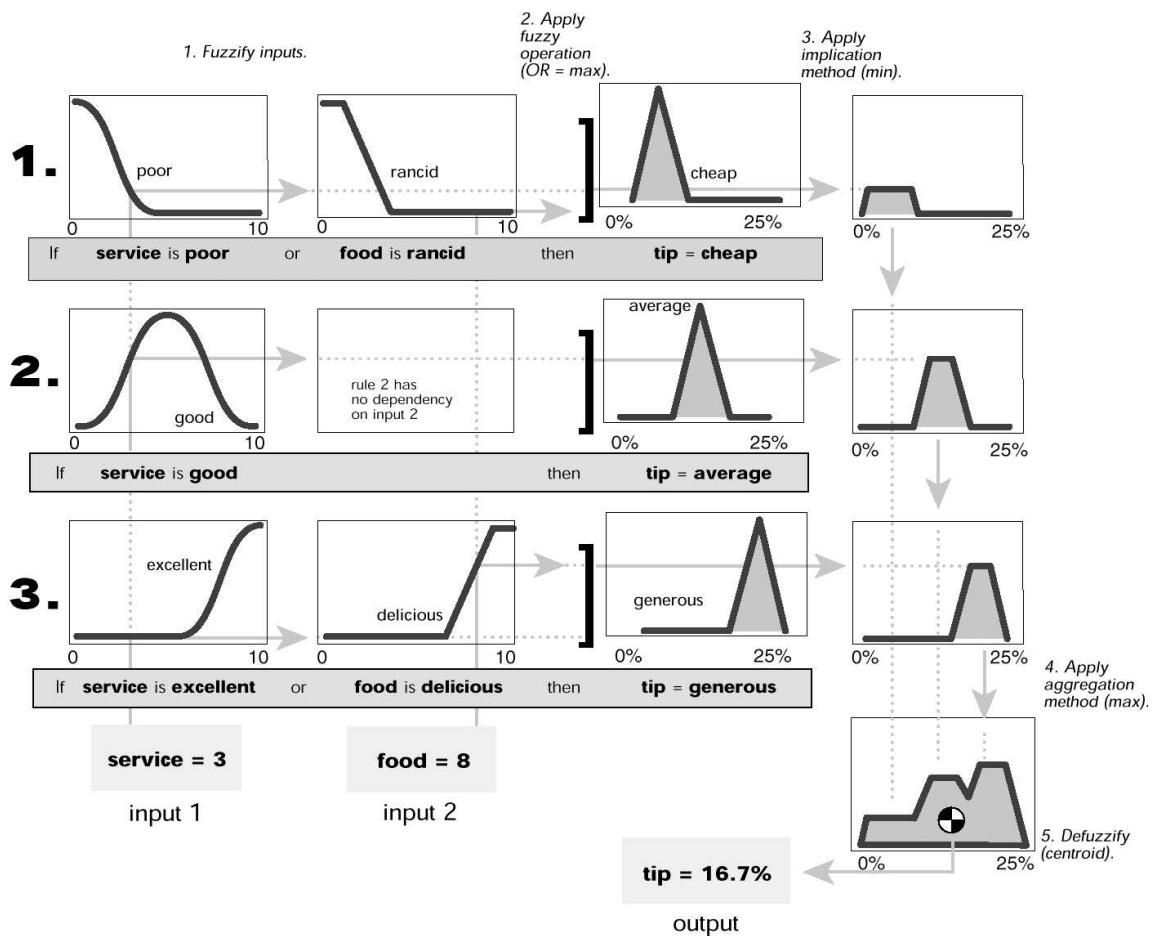 1. Fuzzify inputs.
2. Apply
fuzzy
operation
(OR = max).
3. Apply
implication
method (min).
1.
poor
0 10
rancid
0 10
cheap
0% 25%
0% 25%
If service is poor or food is rancid then tip = cheap
2.
good
0 10
rule 2 has
no dependency
on input 2
average
0% 25%
0% 25%
If service is good then tip = average
3.
excellent
0 10
delicious
0 10
generous
0% 25%
0% 25%
If service is excellent or food is delicious then tip = generous
4. Apply
aggregation
method (max).
service = 3
input 1
food = 8
input 2
0% 25%
5. Defuzzify
(centroid).
tip = 16.7%
output